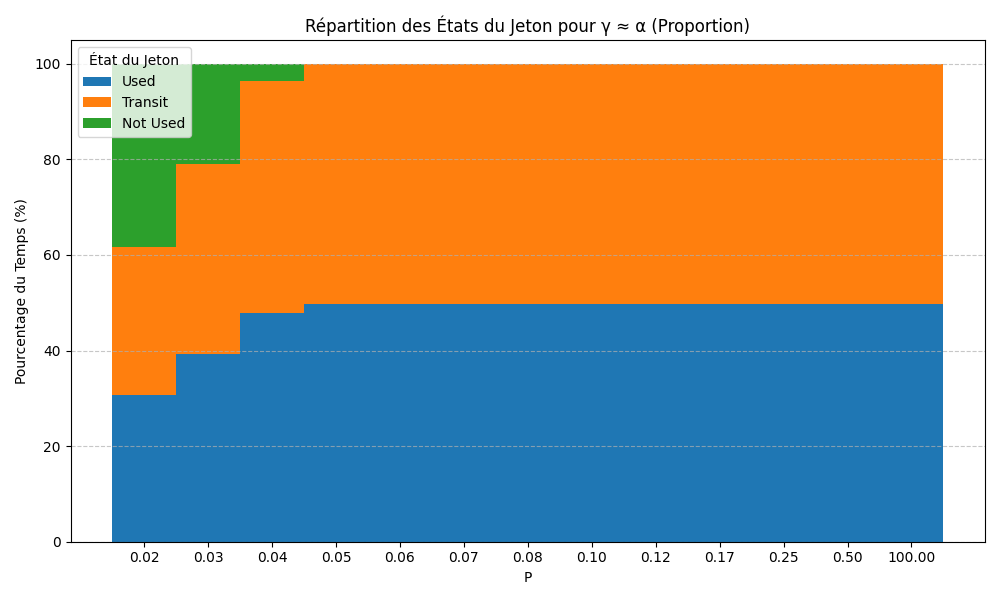 Répartition des États du Jeton pour γ ≈ α (Proportion)
État du Jeton
Used
Transit
Not Used
Pourcentage du Temps (%)
100
80
60
40
20
0
0.02 0.03 0.04 0.05 0.06 0.07 0.08 0.10 0.12 0.17 0.25 0.50 100.00
P